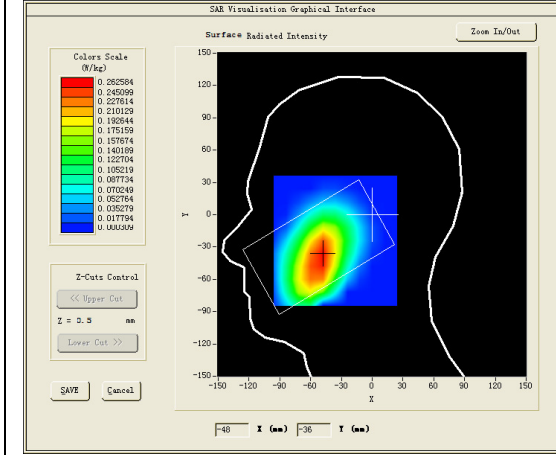 SAR Visualisation Graphical Interface
Surface Radiated Intensity
Zoom In/Out
Colors Scale
(W/kg)
0.262584
0.245099
0.227614
0.210129
0.192644
0.175159
0.157674
0.140189
0.122704
0.105219
0.087734
0.070249
0.052764
0.035279
0.017794
0.000309
150
120
90
60
30
0
-30
-60
-90
-120
-150
Y
-150 -120 -90 -60 -30 0 30 60 90 120 150
X
Z-Cuts Control
<< Upper Cut
Z = 0.5 mm
Lower Cut >>
SAVE Cancel
-48 X (mm) -36 Y (mm)